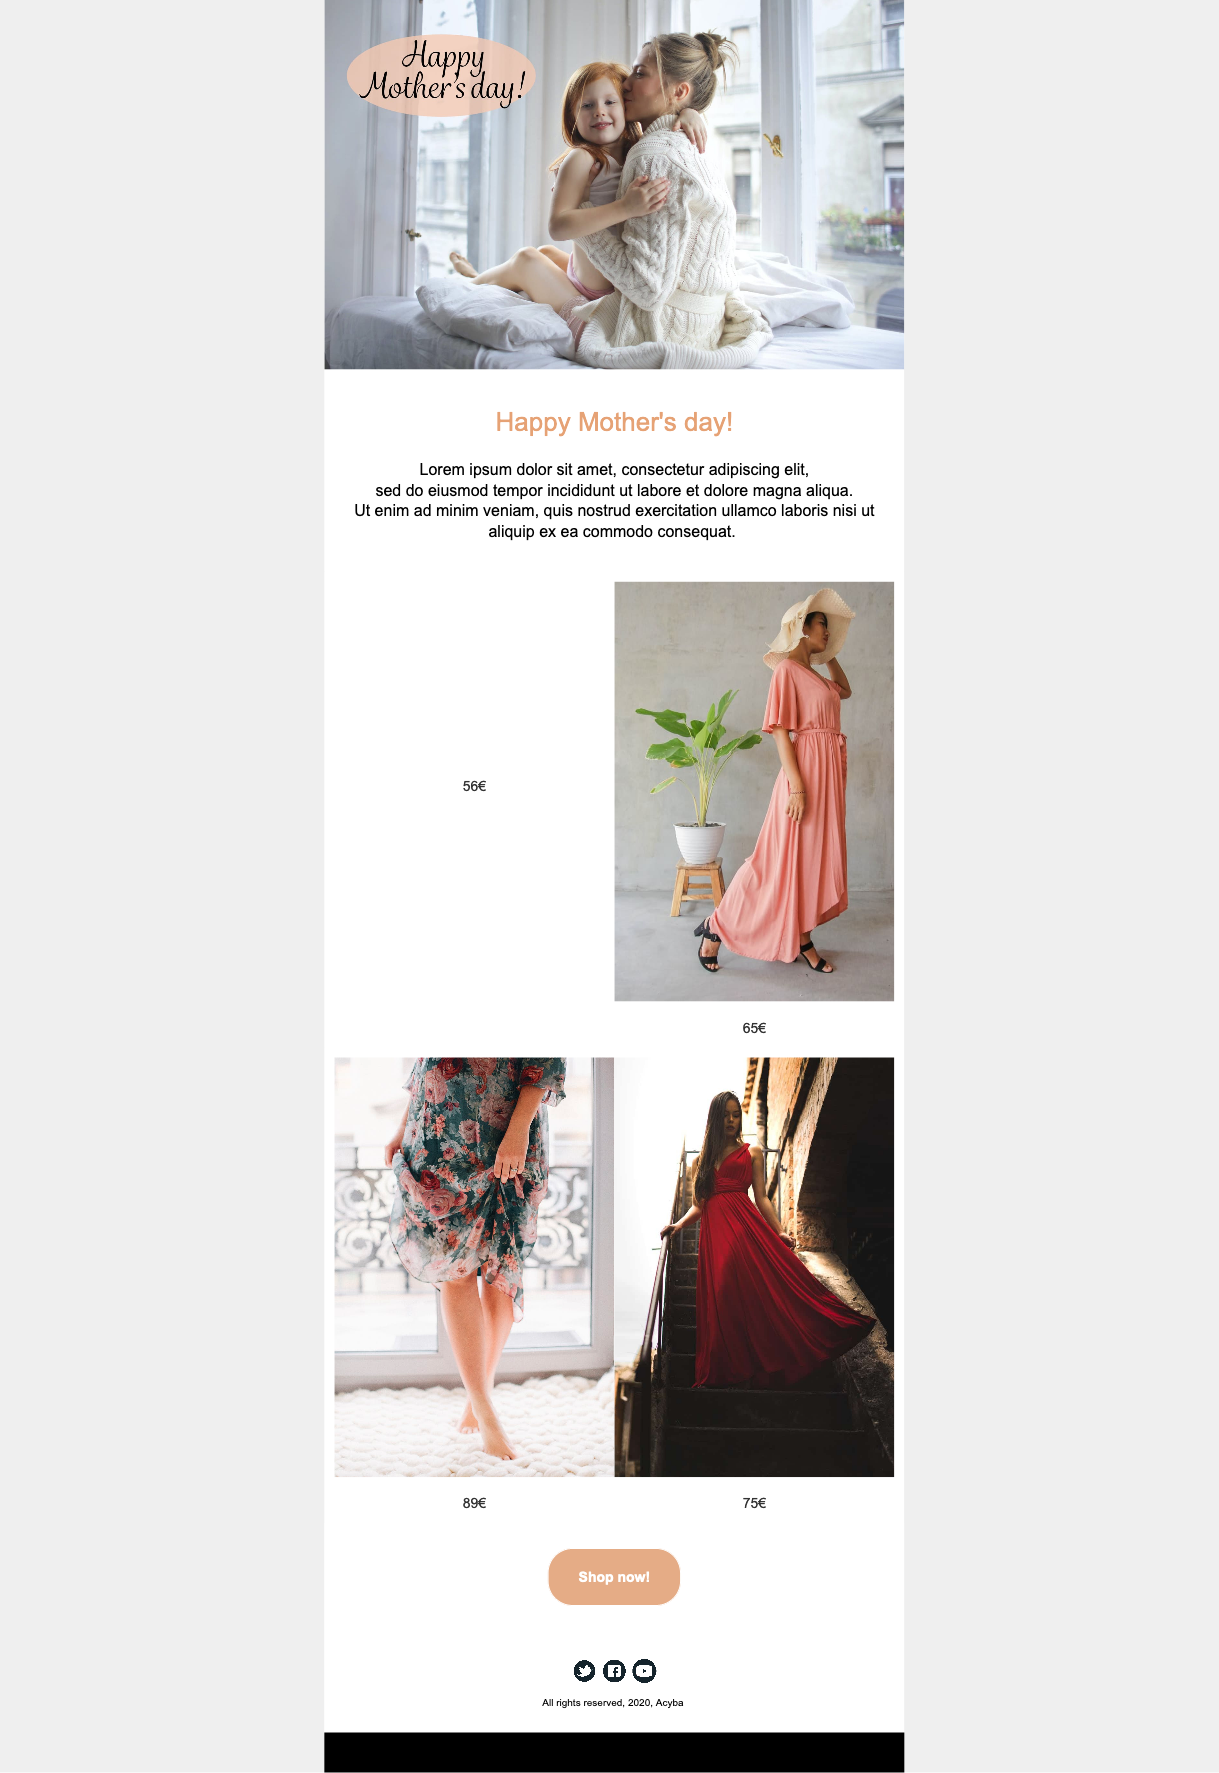 Happy
Mother's day!
Happy Mother's day!
Lorem ipsum dolor sit amet, consectetur adipiscing elit,
sed do eiusmod tempor incididunt ut labore et dolore magna aliqua.
Ut enim ad minim veniam, quis nostrud exercitation ullamco laboris nisi ut
aliquip ex ea commodo consequat.
56€
65€
89€
75€
Shop now!
All rights reserved, 2020, Acyba